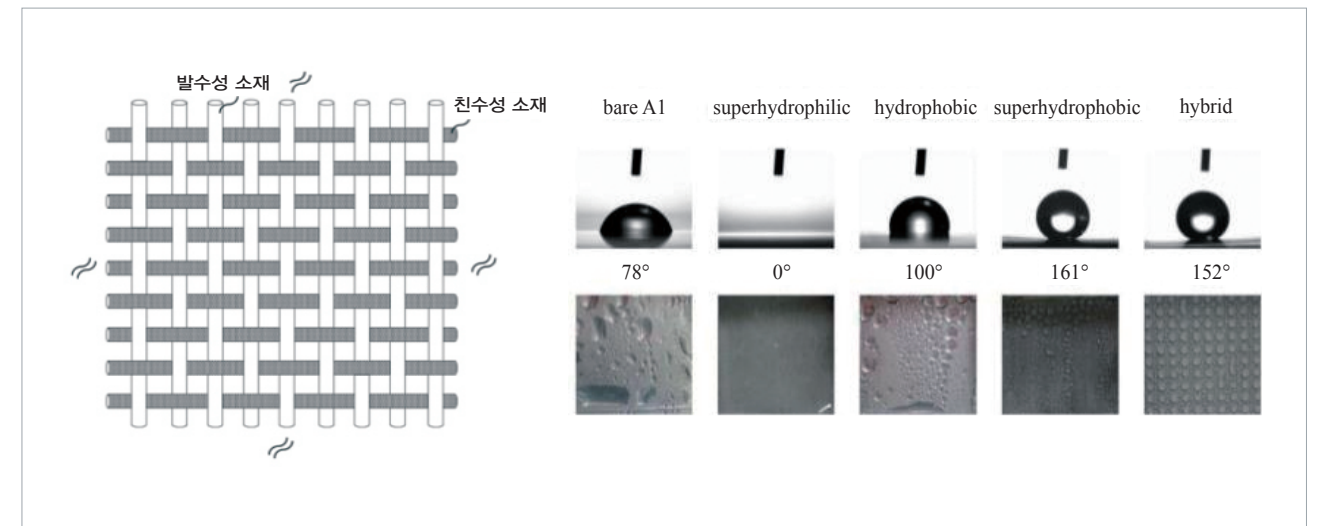 발수성 소재
친수성 소재
bare A1 superhydrophilic hydrophobic superhydrophobic hybrid
78° 0° 100° 161° 152°